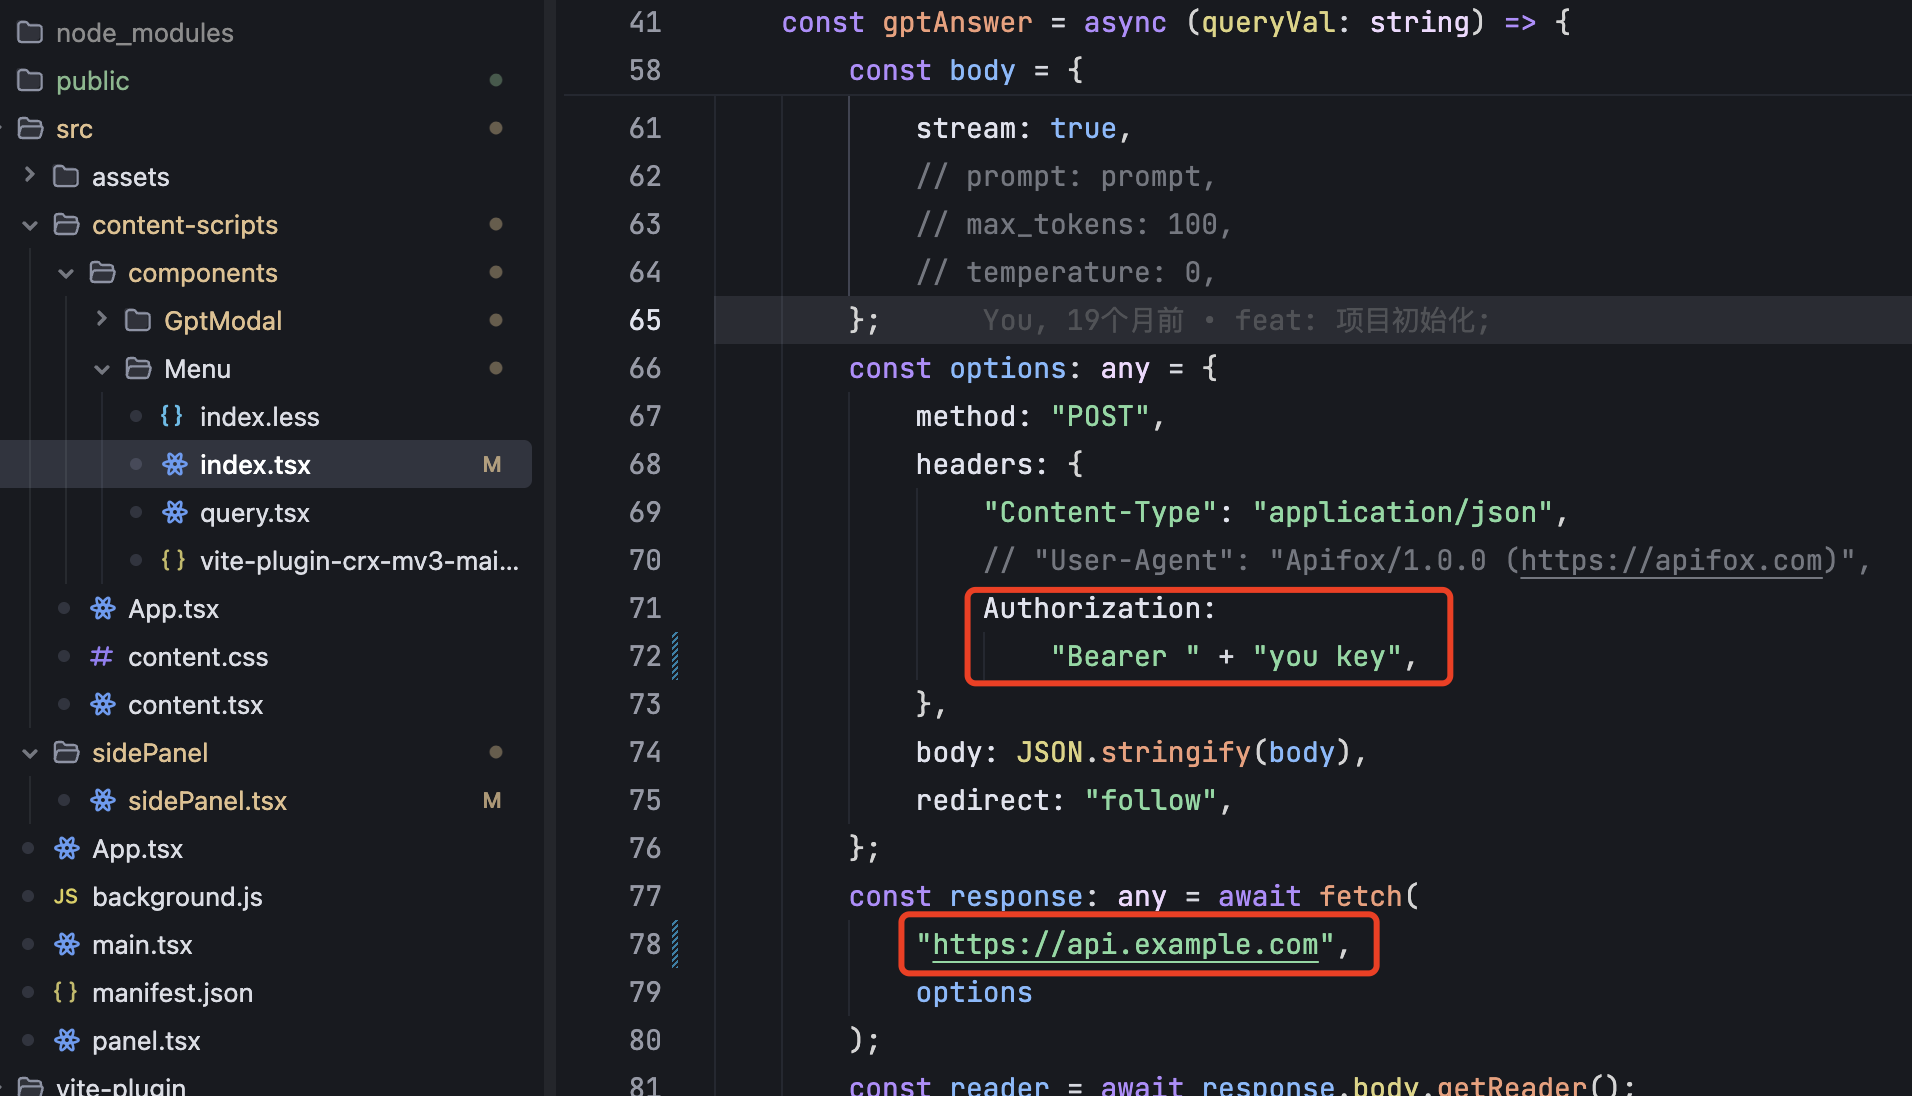 node_modules
public
src
assets
content-scripts
components
GptModal
Menu
{} index.less
index.tsx M
query.tsx
{} vite-plugin-crx-mv3-mai...
App.tsx
# content.css
content.tsx
sidePanel
sidePanel.tsx M
App.tsx
JS background.js
main.tsx
{} manifest.json
panel.tsx
vite-plugin
41 const gptAnswer = async (queryVal: string) => {
58 const body = {
61 stream: true,
62 // prompt: prompt,
63 // max_tokens: 100,
64 // temperature: 0,
65 }; You, 19个月前 • feat: 项目初始化;
66 const options: any = {
67 method: "POST",
68 headers: {
69 "Content-Type": "application/json",
70 // "User-Agent": "Apifox/1.0.0 (https://apifox.com)",
71 Authorization:
72 "Bearer " + "you key",
73 },
74 body: JSON.stringify(body),
75 redirect: "follow",
76 };
77 const response: any = await fetch(
78 "https://api.example.com",
79 options
80 );
81 const reader = await response.body.getReader();